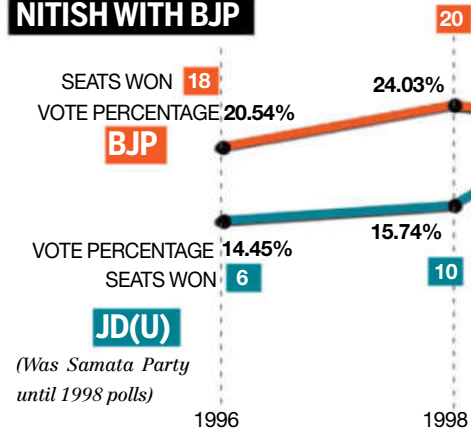 NITISH WITH BJP
20
SEATS WON 18
24.03%
VOTE PERCENTAGE 20.54%
BJP
15.74%
VOTE PERCENTAGE 14.45%
SEATS WON 6
10
JD(U)
(Was Samata Party
until 1998 polls)
1996 1998